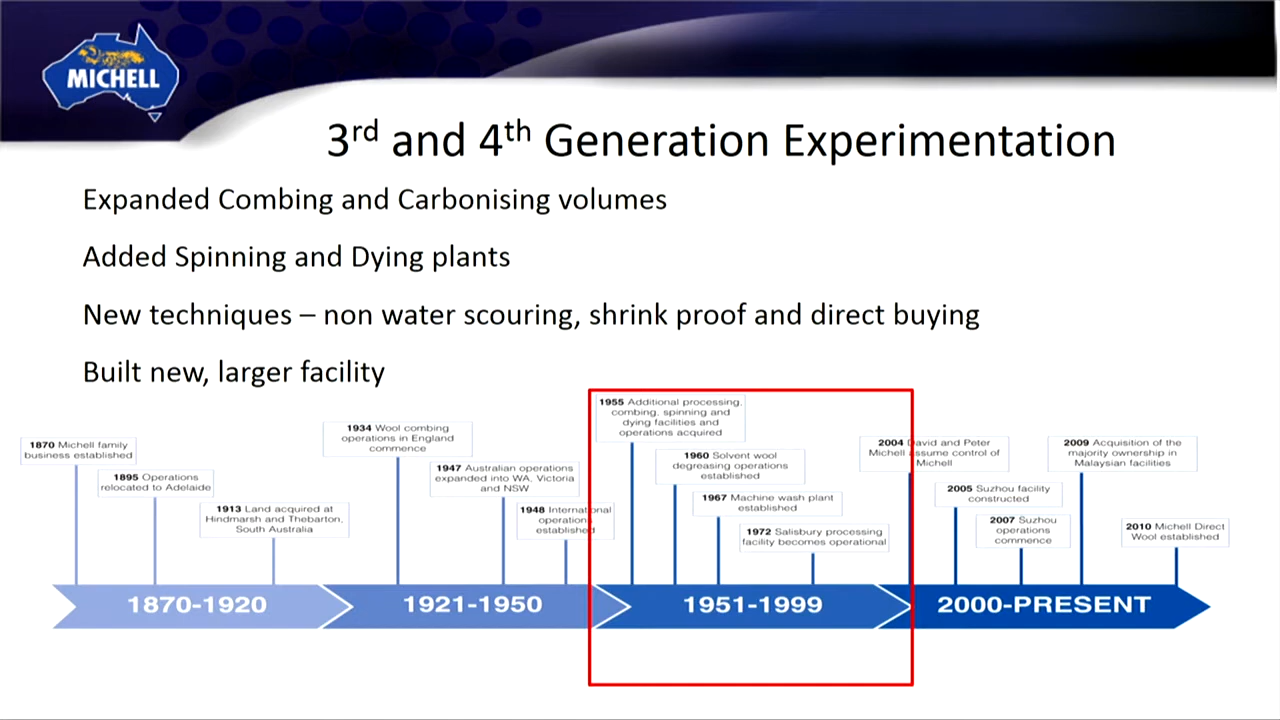 MICHELL
3rd and 4th Generation Experimentation
Expanded Combing and Carbonising volumes
Added Spinning and Dying plants
New techniques – non water scouring, shrink proof and direct buying
Built new, larger facility
1870 Michell family
business established
1895 Operations
relocated to Adelaide
1913 Land acquired at
Hindmarsh and Thebarton,
South Australia
1934 Wool combing
operations in England
commence
1947 Australian operations
expanded into WA, Victoria
and NSW
1948 International
operations
established
1955 Additional processing,
combing, spinning and
dying facilities and
operations acquired
1960 Solvent wool
degreasing operations
established
1967 Machine wash plant
established
1972 Salisbury processing
facility becomes operational
2004 David and Peter
Michell assume control of
Michell
2005 Suzhou facility
constructed
2007 Suzhou
operations
commence
2009 Acquisition of the
majority ownership in
Malaysian facilities
2010 Michell Direct
Wool established
1870-1920
1921-1950
1951-1999
2000-PRESENT